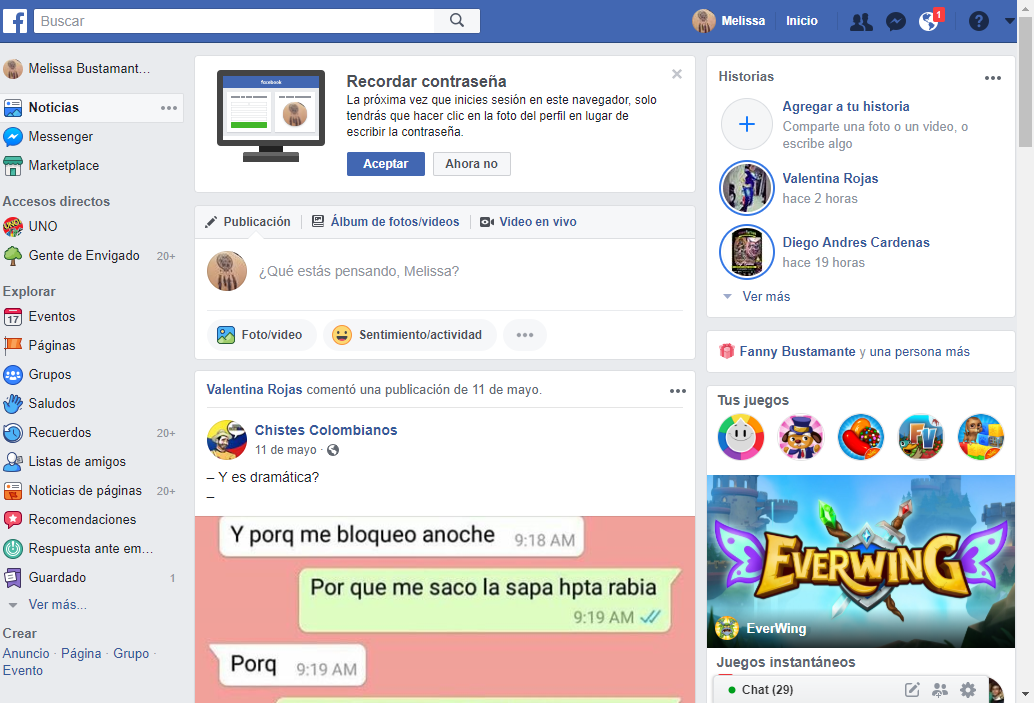 Buscar
Melissa
Inicio
1
Melissa Bustamant...
Noticias
Messenger
Marketplace
Accesos directos
UNO
Gente de Envigado 20+
Explorar
17
Eventos
Páginas
Grupos
Saludos
Recuerdos 20+
Listas de amigos
Noticias de páginas 20+
Recomendaciones
Respuesta ante em...
Guardado 1
Ver más...
Crear
Anuncio · Página · Grupo ·
Evento
facebook
Recordar contraseña
La próxima vez que inicies sesión en este navegador, solo
tendrás que hacer clic en la foto del perfil en lugar de
escribir la contraseña.
Aceptar
Ahora no
Publicación
Álbum de fotos/videos
Video en vivo
¿Qué estás pensando, Melissa?
Foto/video
Sentimiento/actividad
Valentina Rojas comentó una publicación de 11 de mayo.
Chistes Colombianos
11 de mayo ·
– Y es dramática?
–
Y porq me bloqueo anoche 9:18 AM
Por que me saco la sapa hpta rabia
9:19 AM
Porq 9:19 AM
Historias
Agregar a tu historia
Comparte una foto o un video, o
escribe algo
Valentina Rojas
hace 2 horas
Diego Andres Cardenas
hace 19 horas
Ver más
Fanny Bustamante y una persona más
Tus juegos
FV
EVERWING
EverWing
Juegos instantáneos
Chat (29)